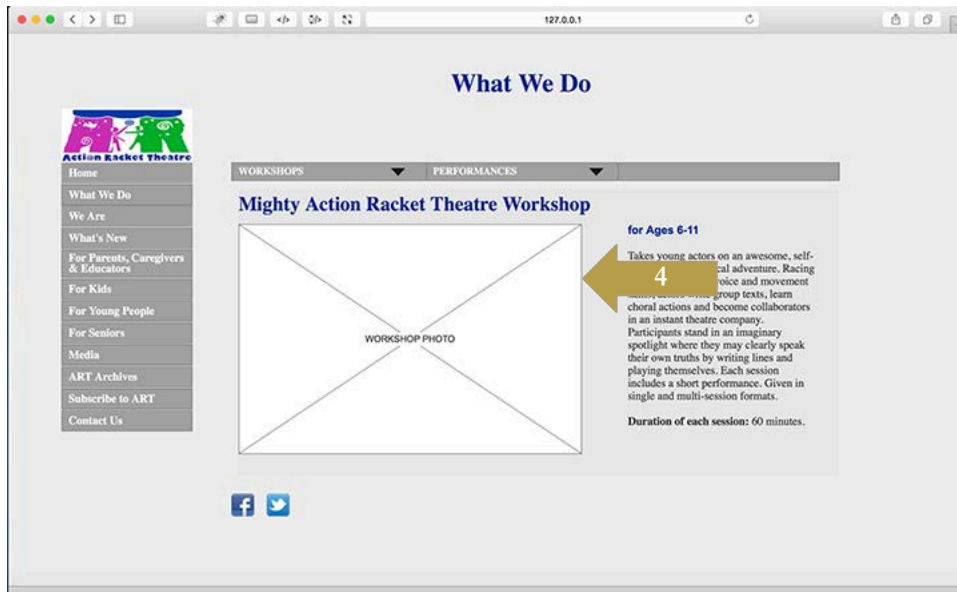 127.0.0.1
What We Do
Action Racket Theatre
Home
What We Do
We Are
What's New
For Parents, Caregivers
& Educators
For Kids
For Young People
For Seniors
Media
ART Archives
Subscribe to ART
Contact Us
WORKSHOPS
PERFORMANCES
Mighty Action Racket Theatre Workshop
WORKSHOP PHOTO
4
for Ages 6-11
Takes young actors on an awesome, self-
cal adventure. Racing
voice and movement
group texts, learn
choral actions and become collaborators
in an instant theatre company.
Participants stand in an imaginary
spotlight where they may clearly speak
their own truths by writing lines and
playing themselves. Each session
includes a short performance. Given in
single and multi-session formats.
Duration of each session: 60 minutes.